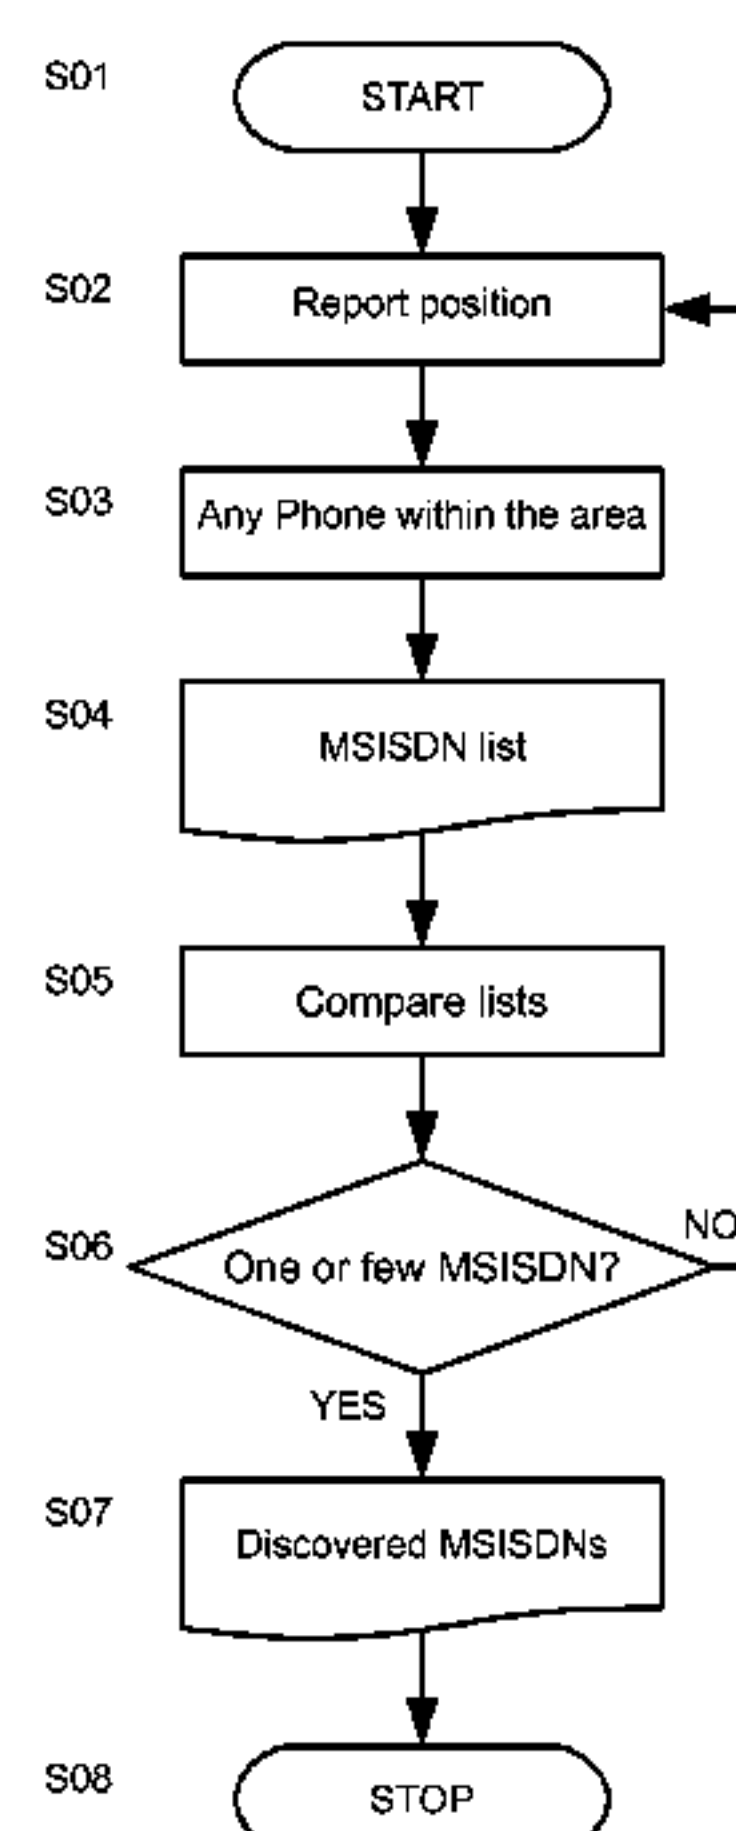 S01
START
S02
Report position
S03
Any Phone within the area
S04
MSISDN list
S05
Compare lists
S06
One or few MSISDN?
NO
YES
S07
Discovered MSISDNs
S08
STOP